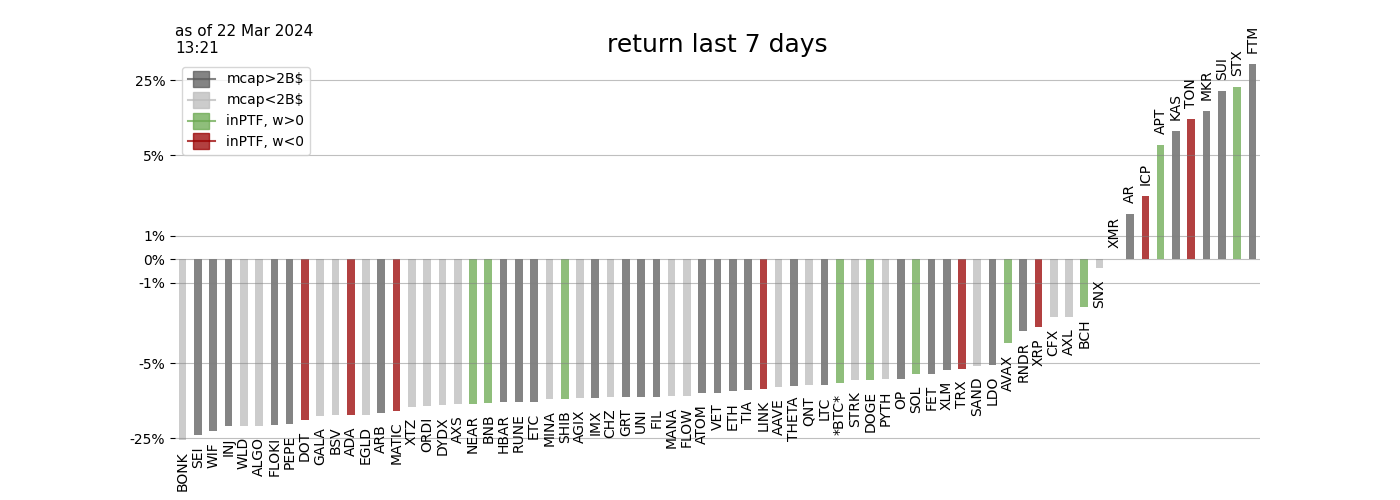 as of 22 Mar 2024
13:21
return last 7 days
mcap>2B$
mcap<2B$
inPTF, w>0
inPTF, w<0
25%
5%
1%
0%
-1%
-5%
-25%
BONK
SEI
WIF
INJ
WLD
ALGO
FLOKI
PEPE
DOT
GALA
BSV
ADA
EGLD
ARB
MATIC
XTZ
ORDI
DYDX
AXS
NEAR
BNB
HBAR
RUNE
ETC
MINA
SHIB
AGIX
IMX
CHZ
GRT
UNI
FIL
MANA
FLOW
ATOM
VET
ETH
TIA
LINK
AAVE
THETA
QNT
LTC
*BTC*
STRK
DOGE
PYTH
OP
SOL
FET
XLM
TRX
SAND
LDO
AVAX
RNDR
XRP
CFX
AXL
BCH
SNX
XMR
AR
ICP
APT
KAS
TON
MKR
SUI
STX
FTM